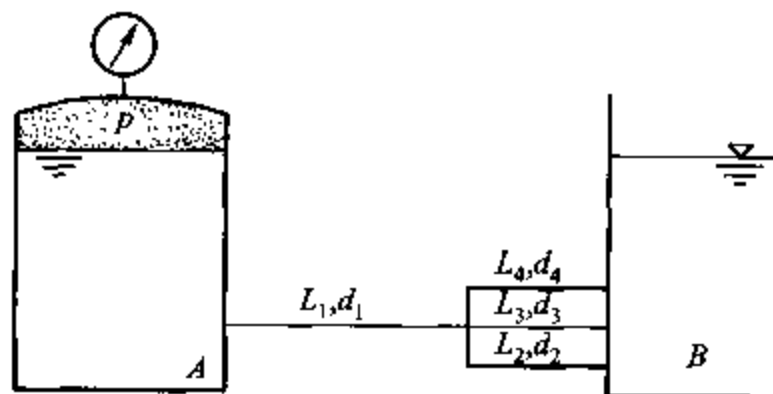 p
L₄,d₄
L₁,d₁
L₃,d₃
L₂,d₂
A
B